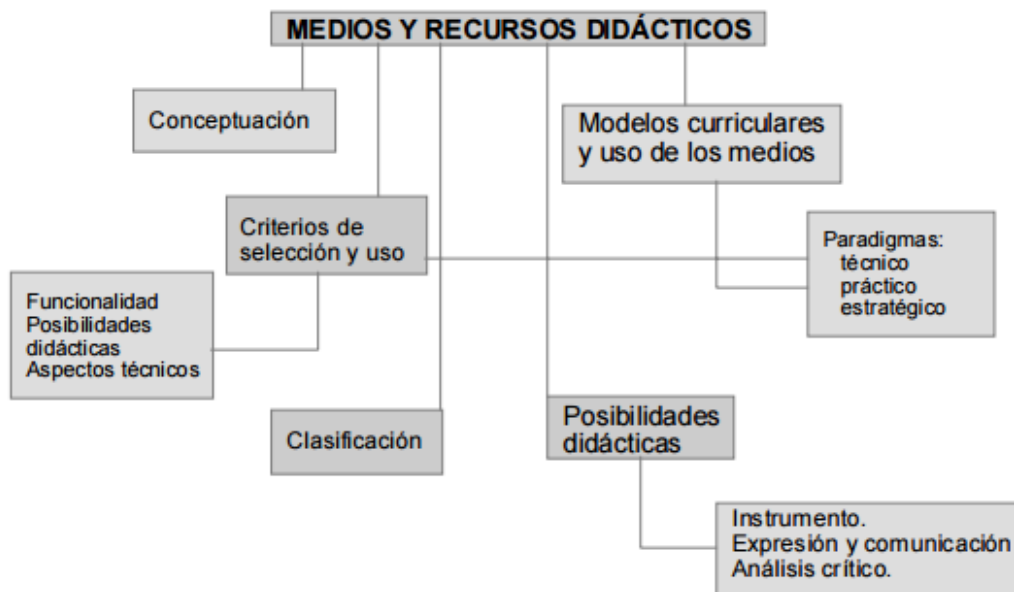 MEDIOS Y RECURSOS DIDÁCTICOS
Conceptuación
Modelos curriculares
y uso de los medios
Criterios de
selección y uso
Paradigmas:
técnico
práctico
estratégico
Funcionalidad
Posibilidades
didácticas
Aspectos técnicos
Clasificación
Posibilidades
didácticas
Instrumento.
Expresión y comunicación
Análisis crítico.